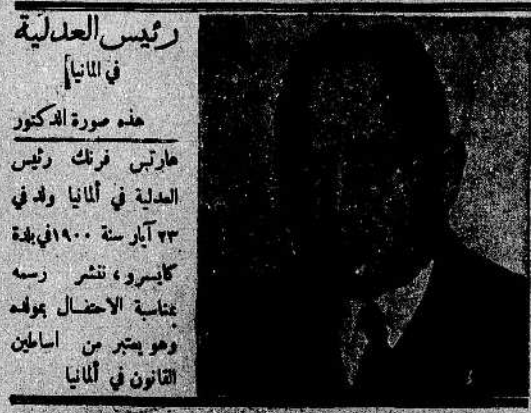 رئيس العدلية
في المانيا
هذه صورة الدكتور
هارتس فرنك رئيس
العدلية في ألمانيا ولد في
٢٣ آيار سنة ١٩٠٠ في بلدة
كايسرو، ننشر رسمه
بمناسبة الاحتفال بمولده
وهو يعتبر من اساطين
القانون في ألمانيا